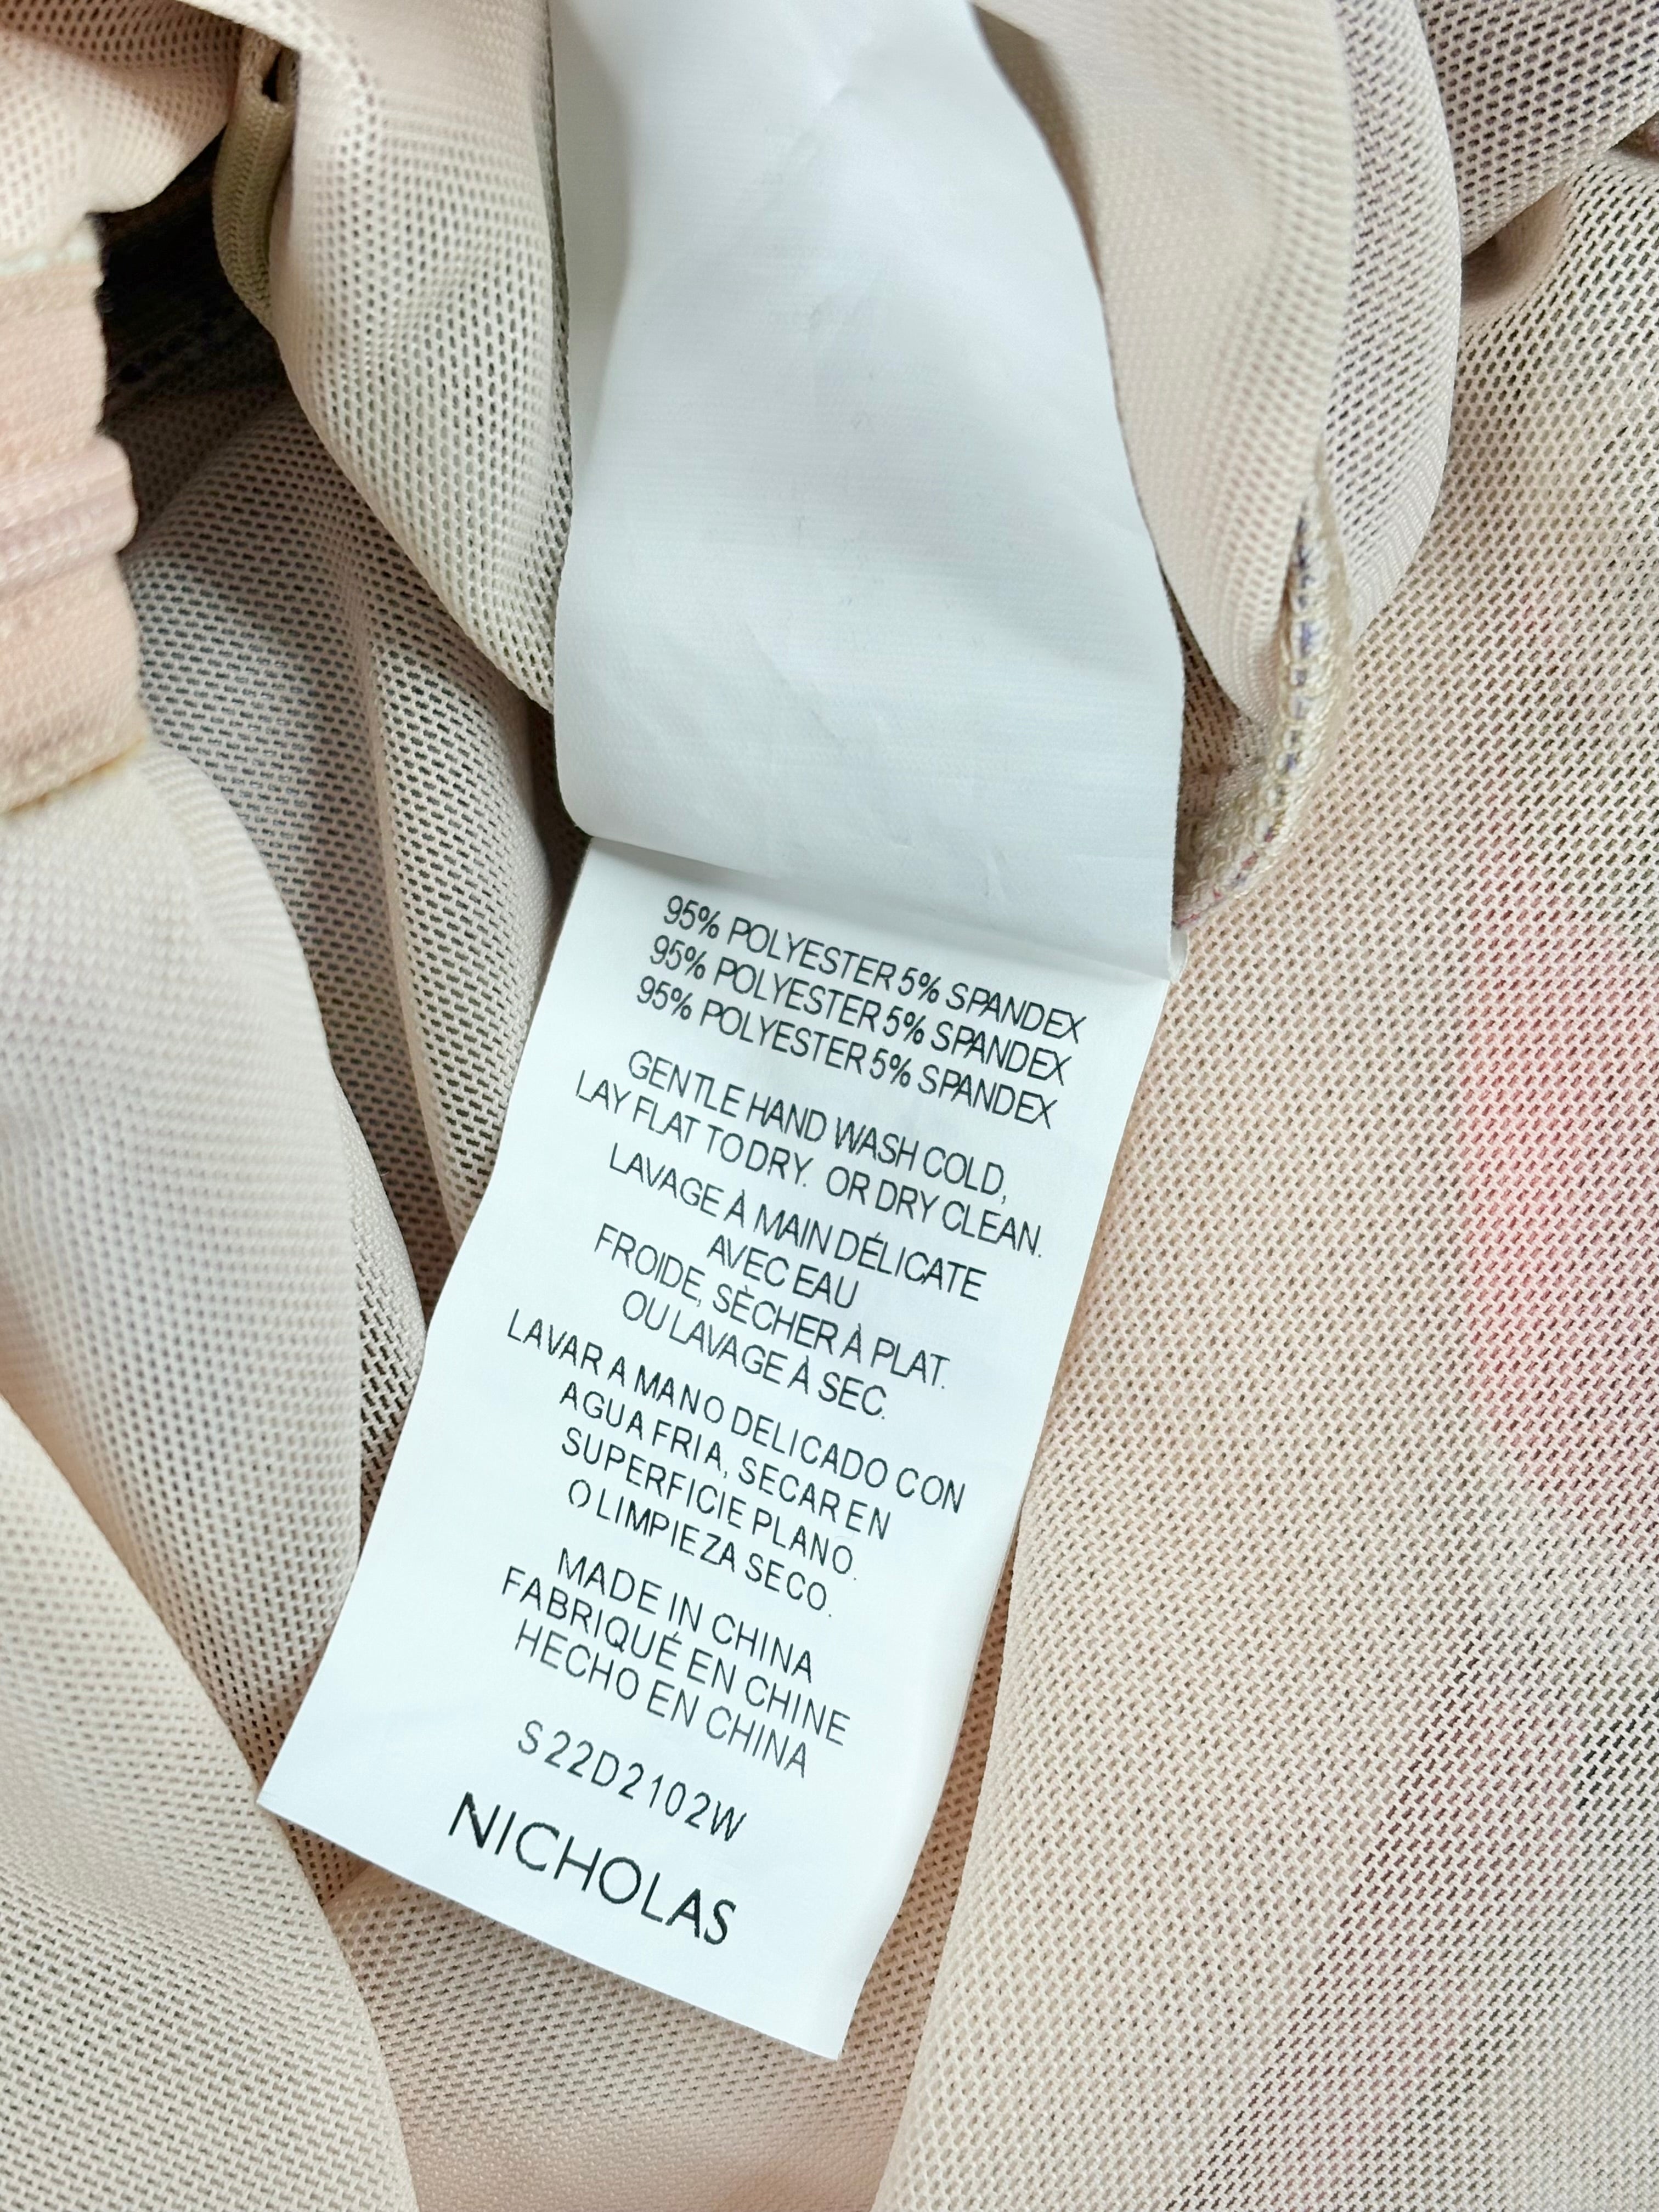 95% POLYESTER 5% SPANDEX
95% POLYESTER 5% SPANDEX
95% POLYESTER 5% SPANDEX
GENTLE HAND WASH COLD,
LAY FLAT TO DRY. OR DRY CLEAN.
LAVAGE À MAIN DÉLICATE
AVEC EAU
FROIDE, SÈCHER À PLAT.
OU LAVAGE À SEC.
LAVAR A MANO DELICADO CON
AGUA FRIA, SECAR EN
SUPERFICIE PLANO.
O LIMPIEZA SECO.
MADE IN CHINA
FABRIQUÉ EN CHINE
HECHO EN CHINA
S22D2102W
NICHOLAS